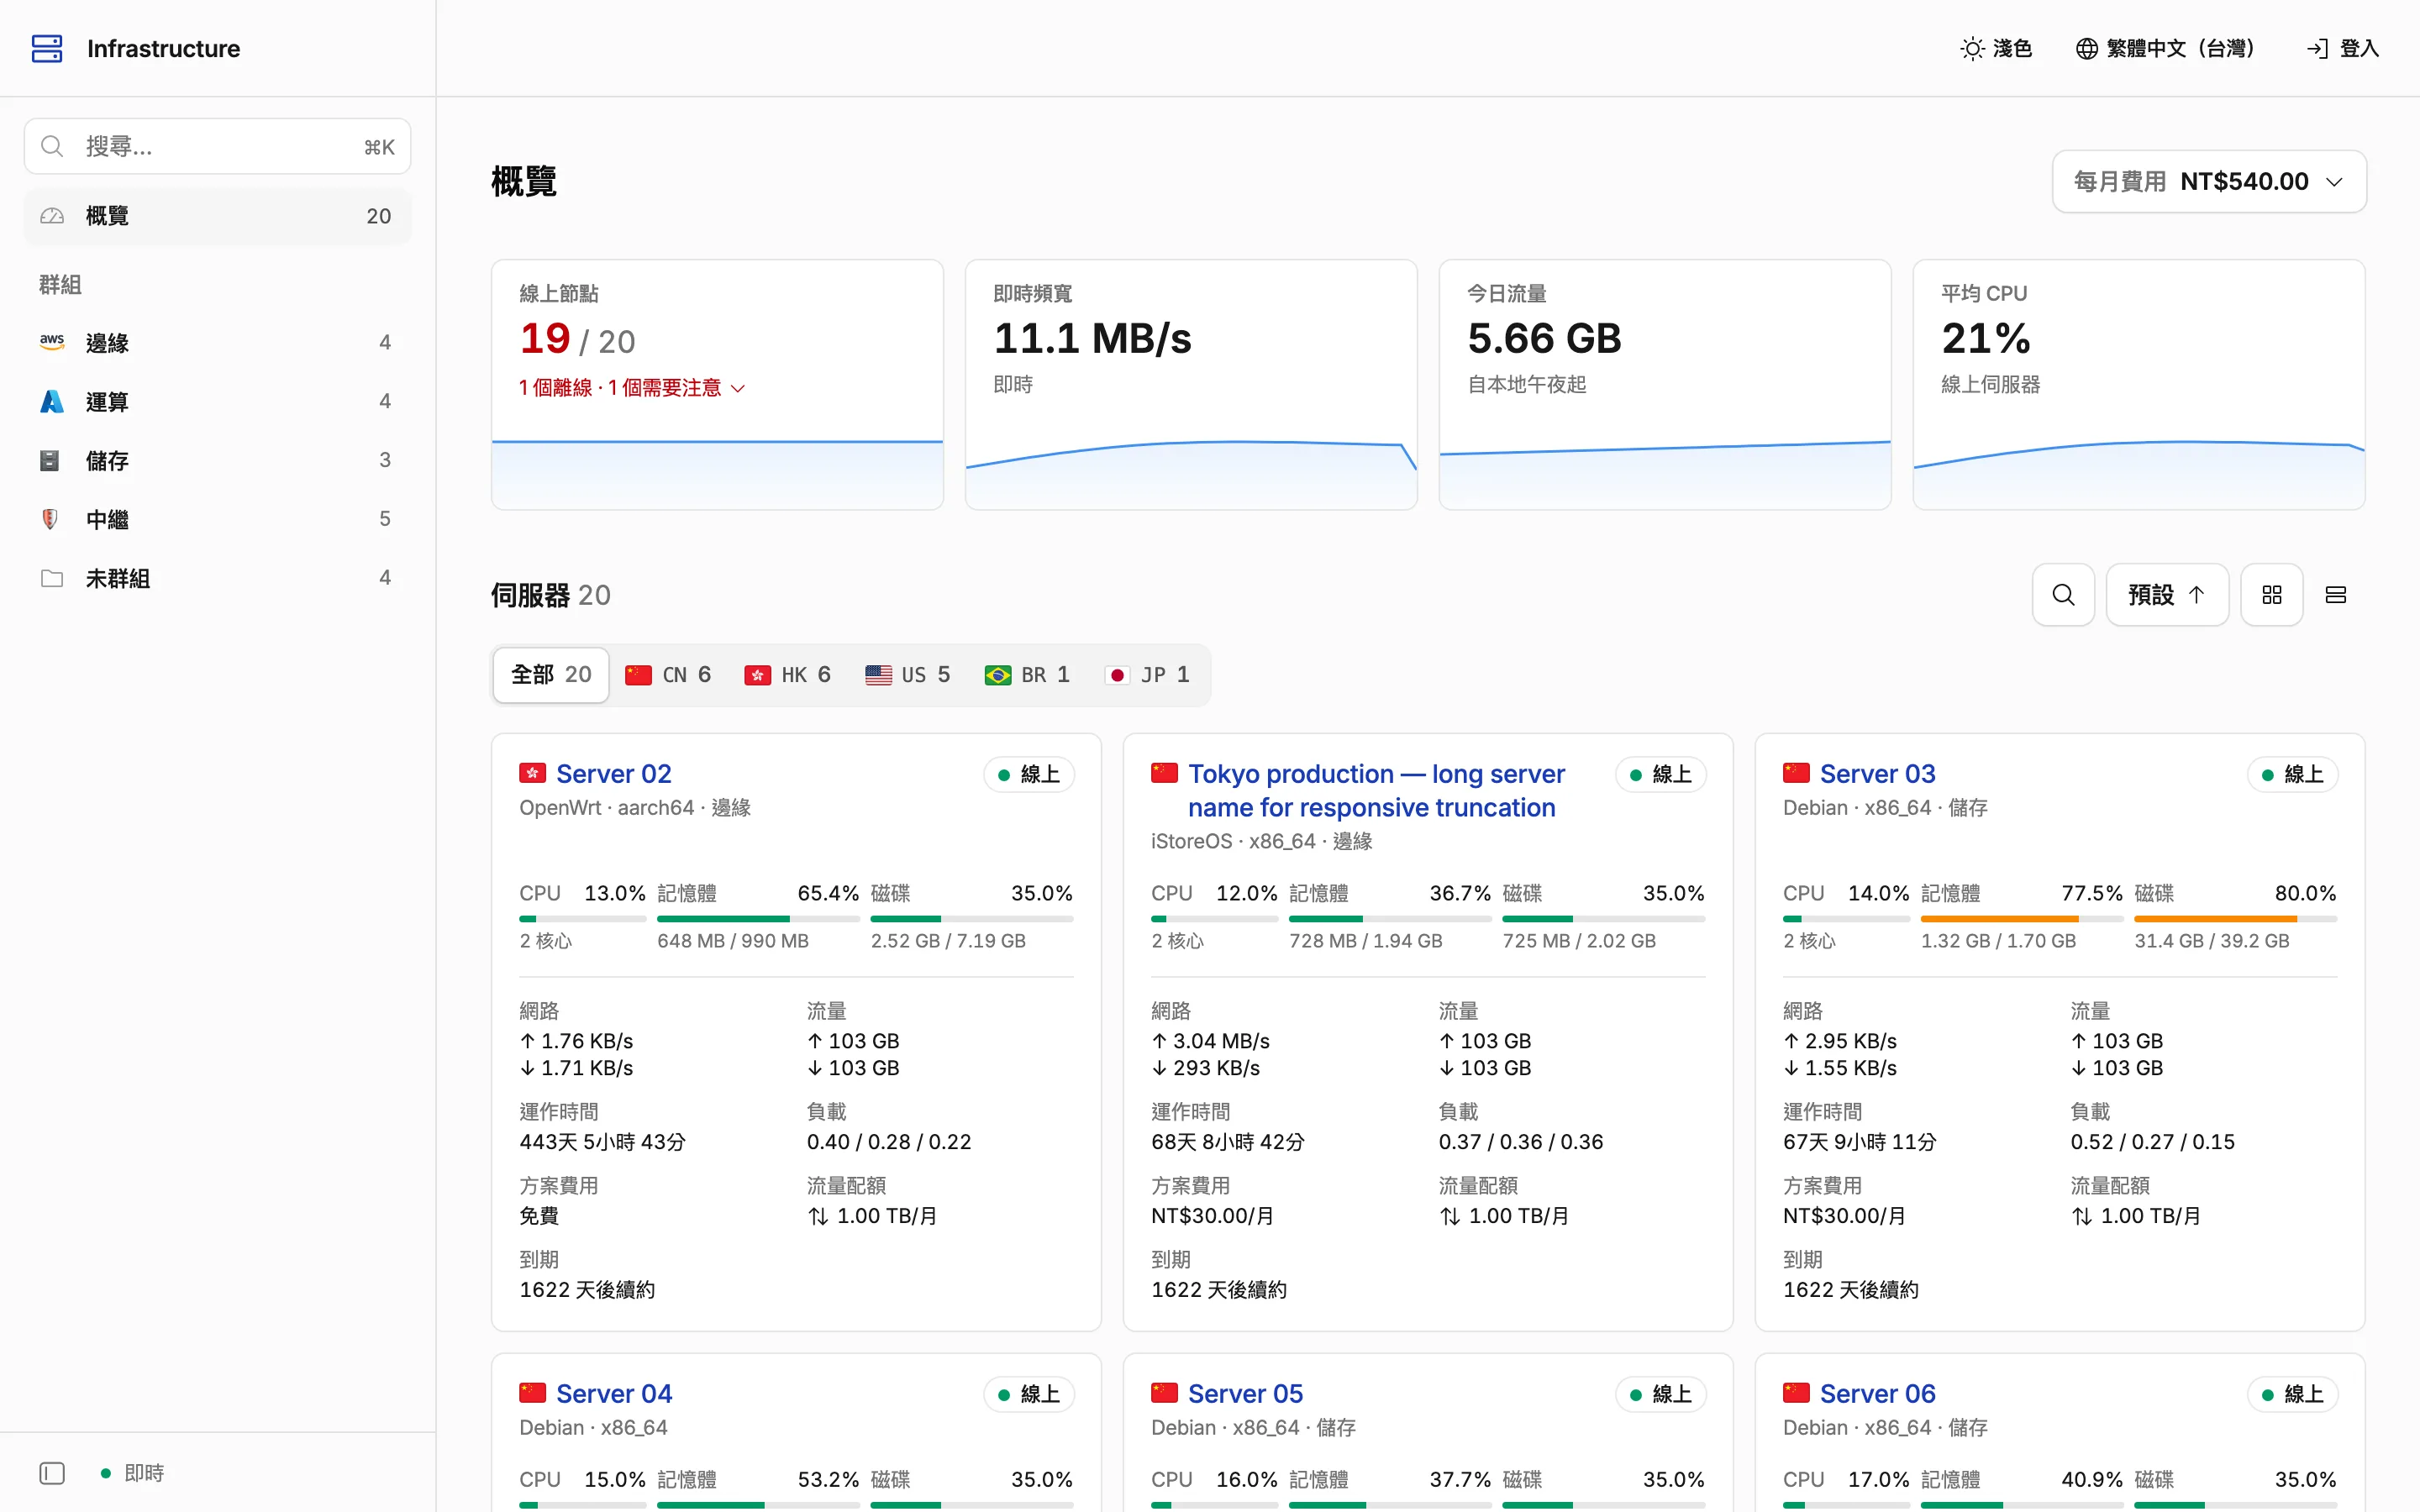 Infrastructure
淺色
繁體中文（台灣）
登入
搜尋...
⌘K
概覽 20
群組
aws 邊緣 4
運算 4
儲存 3
中繼 5
未群組 4
即時
概覽
每月費用 NT$540.00
線上節點
19 / 20
1 個離線 · 1 個需要注意
即時頻寬
11.1 MB/s
即時
今日流量
5.66 GB
自本地午夜起
平均 CPU
21%
線上伺服器
伺服器 20
預設 ↑
全部 20
CN 6
HK 6
US 5
BR 1
JP 1
Server 02
線上
OpenWrt · aarch64 · 邊緣
CPU 13.0% 記憶體 65.4% 磁碟 35.0%
2 核心 648 MB / 990 MB 2.52 GB / 7.19 GB
網路 流量
↑ 1.76 KB/s ↑ 103 GB
↓ 1.71 KB/s ↓ 103 GB
運作時間 負載
443天 5小時 43分 0.40 / 0.28 / 0.22
方案費用 流量配額
免費 ↑↓ 1.00 TB/月
到期
1622 天後續約
Tokyo production — long server
name for responsive truncation
線上
iStoreOS · x86_64 · 邊緣
CPU 12.0% 記憶體 36.7% 磁碟 35.0%
2 核心 728 MB / 1.94 GB 725 MB / 2.02 GB
網路 流量
↑ 3.04 MB/s ↑ 103 GB
↓ 293 KB/s ↓ 103 GB
運作時間 負載
68天 8小時 42分 0.37 / 0.36 / 0.36
方案費用 流量配額
NT$30.00/月 ↑↓ 1.00 TB/月
到期
1622 天後續約
Server 03
線上
Debian · x86_64 · 儲存
CPU 14.0% 記憶體 77.5% 磁碟 80.0%
2 核心 1.32 GB / 1.70 GB 31.4 GB / 39.2 GB
網路 流量
↑ 2.95 KB/s ↑ 103 GB
↓ 1.55 KB/s ↓ 103 GB
運作時間 負載
67天 9小時 11分 0.52 / 0.27 / 0.15
方案費用 流量配額
NT$30.00/月 ↑↓ 1.00 TB/月
到期
1622 天後續約
Server 04
線上
Debian · x86_64
CPU 15.0% 記憶體 53.2% 磁碟 35.0%
Server 05
線上
Debian · x86_64 · 儲存
CPU 16.0% 記憶體 37.7% 磁碟 35.0%
Server 06
線上
Debian · x86_64 · 儲存
CPU 17.0% 記憶體 40.9% 磁碟 35.0%